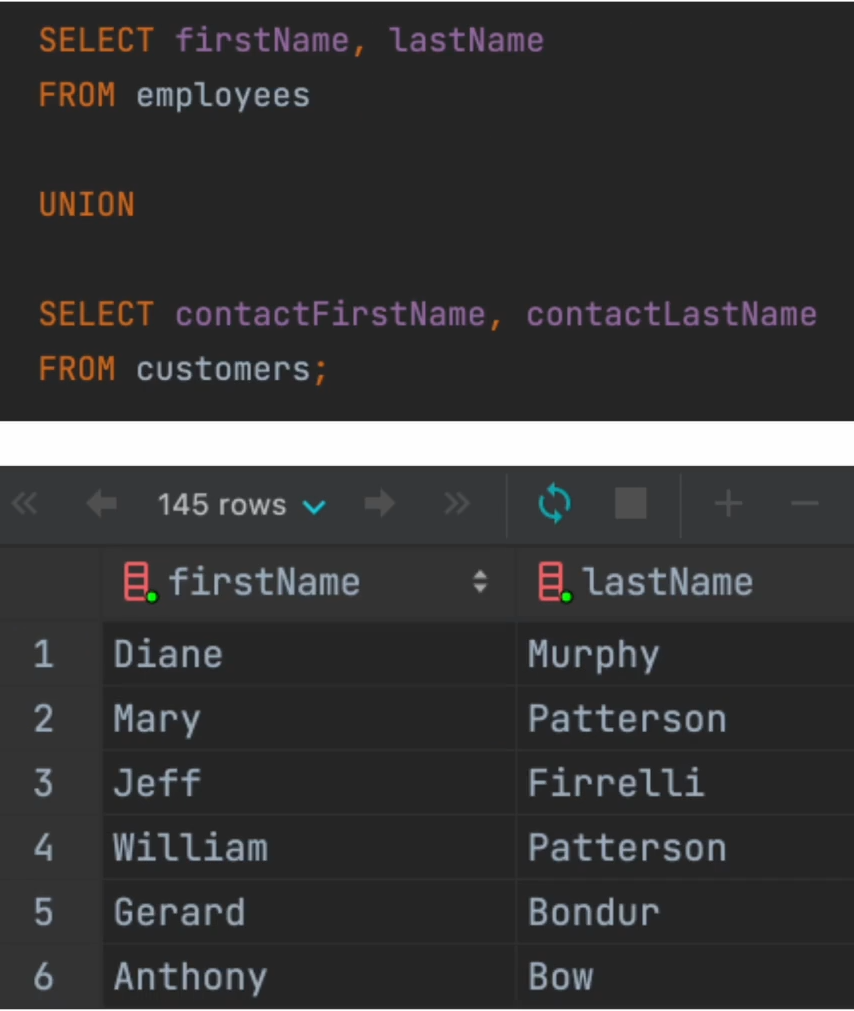 SELECT firstName, lastName
FROM employees
UNION
SELECT contactFirstName, contactLastName
FROM customers;
145 rows
firstName lastName
1 Diane Murphy
2 Mary Patterson
3 Jeff Firrelli
4 William Patterson
5 Gerard Bondur
6 Anthony Bow